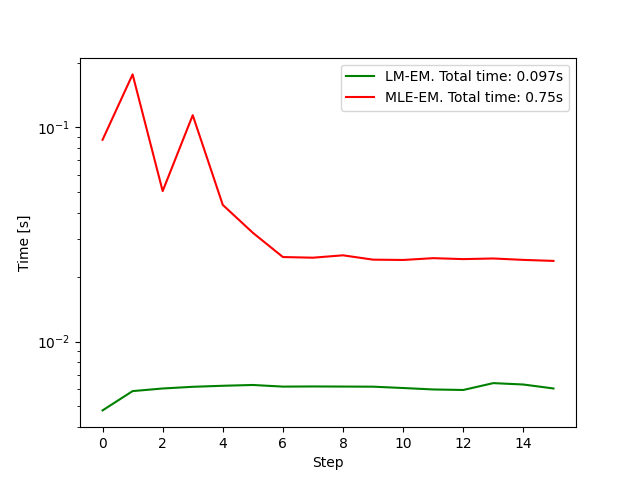 LM-EM. Total time: 0.097s
MLE-EM. Total time: 0.75s
10⁻¹
10⁻²
Time [s]
0 2 4 6 8 10 12 14
Step